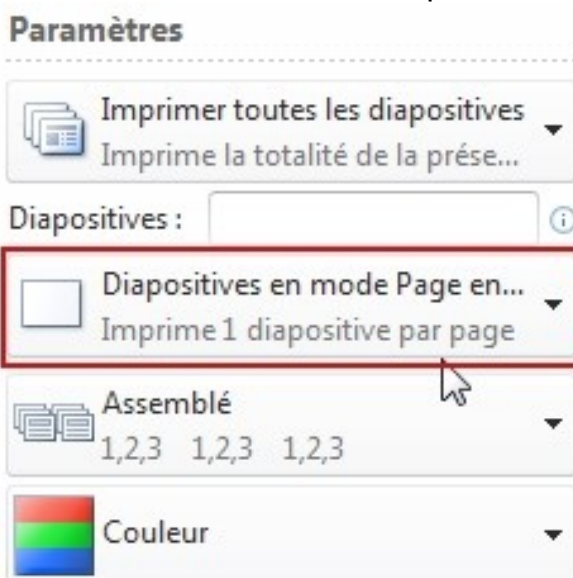 Paramètres
Imprimer toutes les diapositives
Imprime la totalité de la prése...
Diapositives :
Diapositives en mode Page en...
Imprime 1 diapositive par page
Assemblé
1,2,3 1,2,3 1,2,3
Couleur